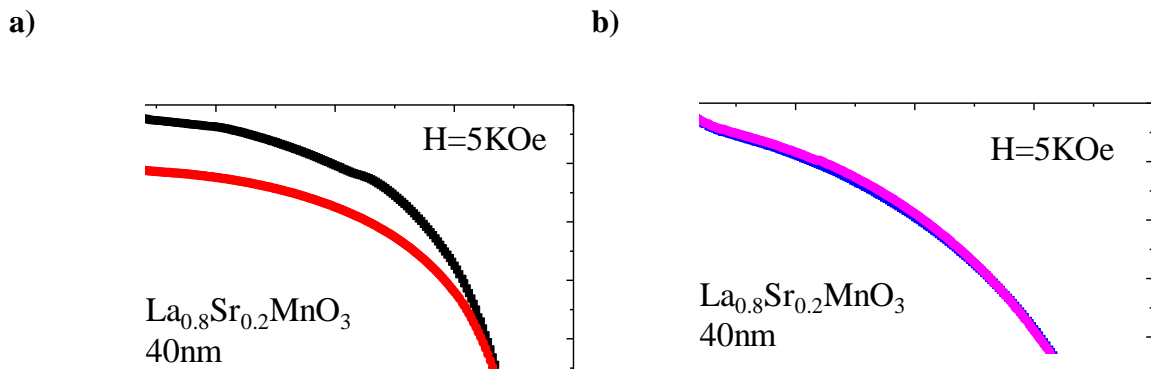 a)
b)
H=5KOe
H=5KOe
La₀.₈Sr₀.₂MnO₃
40nm
La₀.₈Sr₀.₂MnO₃
40nm